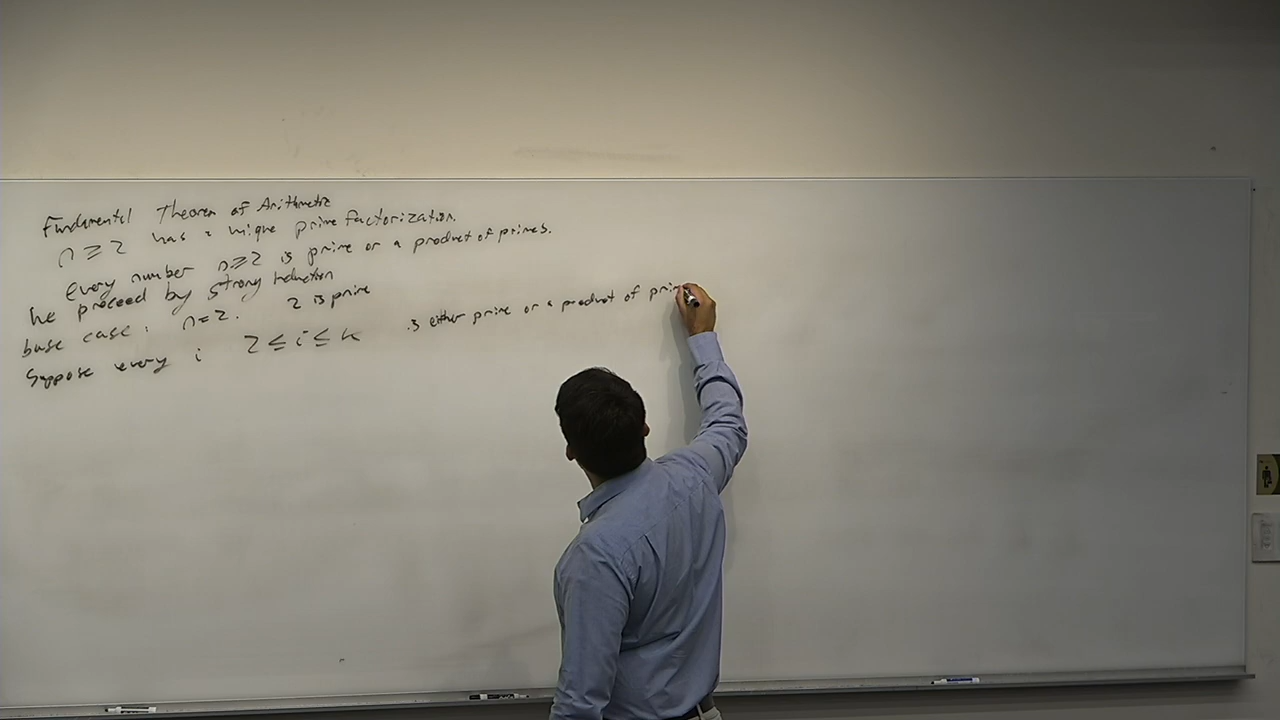 Fundamental Theorem of Arithmetic
n ≥ 2 has a unique prime factorization.
Every number n ≥ 2 is prime or a product of primes.
We proceed by strong induction
base case: n = 2. 2 is prime
Suppose every i 2 ≤ i ≤ k is either prime or a product of prim